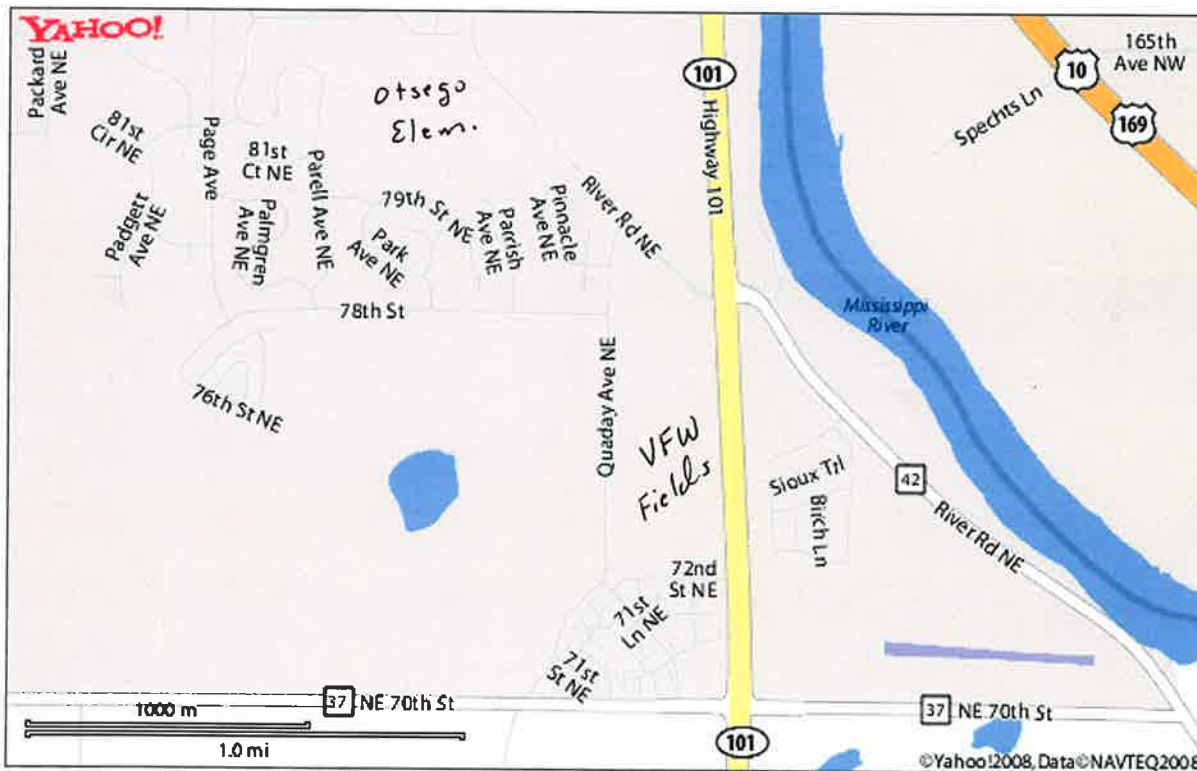 YAHOO!
Packard
Ave NE
81st
Cir NE
Page Ave
Otsego
Elem.
81st
Ct NE
Parell Ave NE
Padgett
Ave NE
Palmgren
Ave NE
79th St NE
Park
Ave NE
Parrish
Ave NE
Pinnacle
Ave NE
River Rd NE
101
Highway 101
165th
Ave NW
10
169
Spechts Ln
Mississippi
River
78th St
76th St NE
Quaday Ave NE
VFW
Fields
Sioux Trl
Birch Ln
42
River Rd NE
72nd
St NE
71st
Ln NE
71st
St NE
37 NE 70th St
37 NE 70th St
1000 m
1.0 mi
101
©Yahoo!2008, Data©NAVTEQ2008